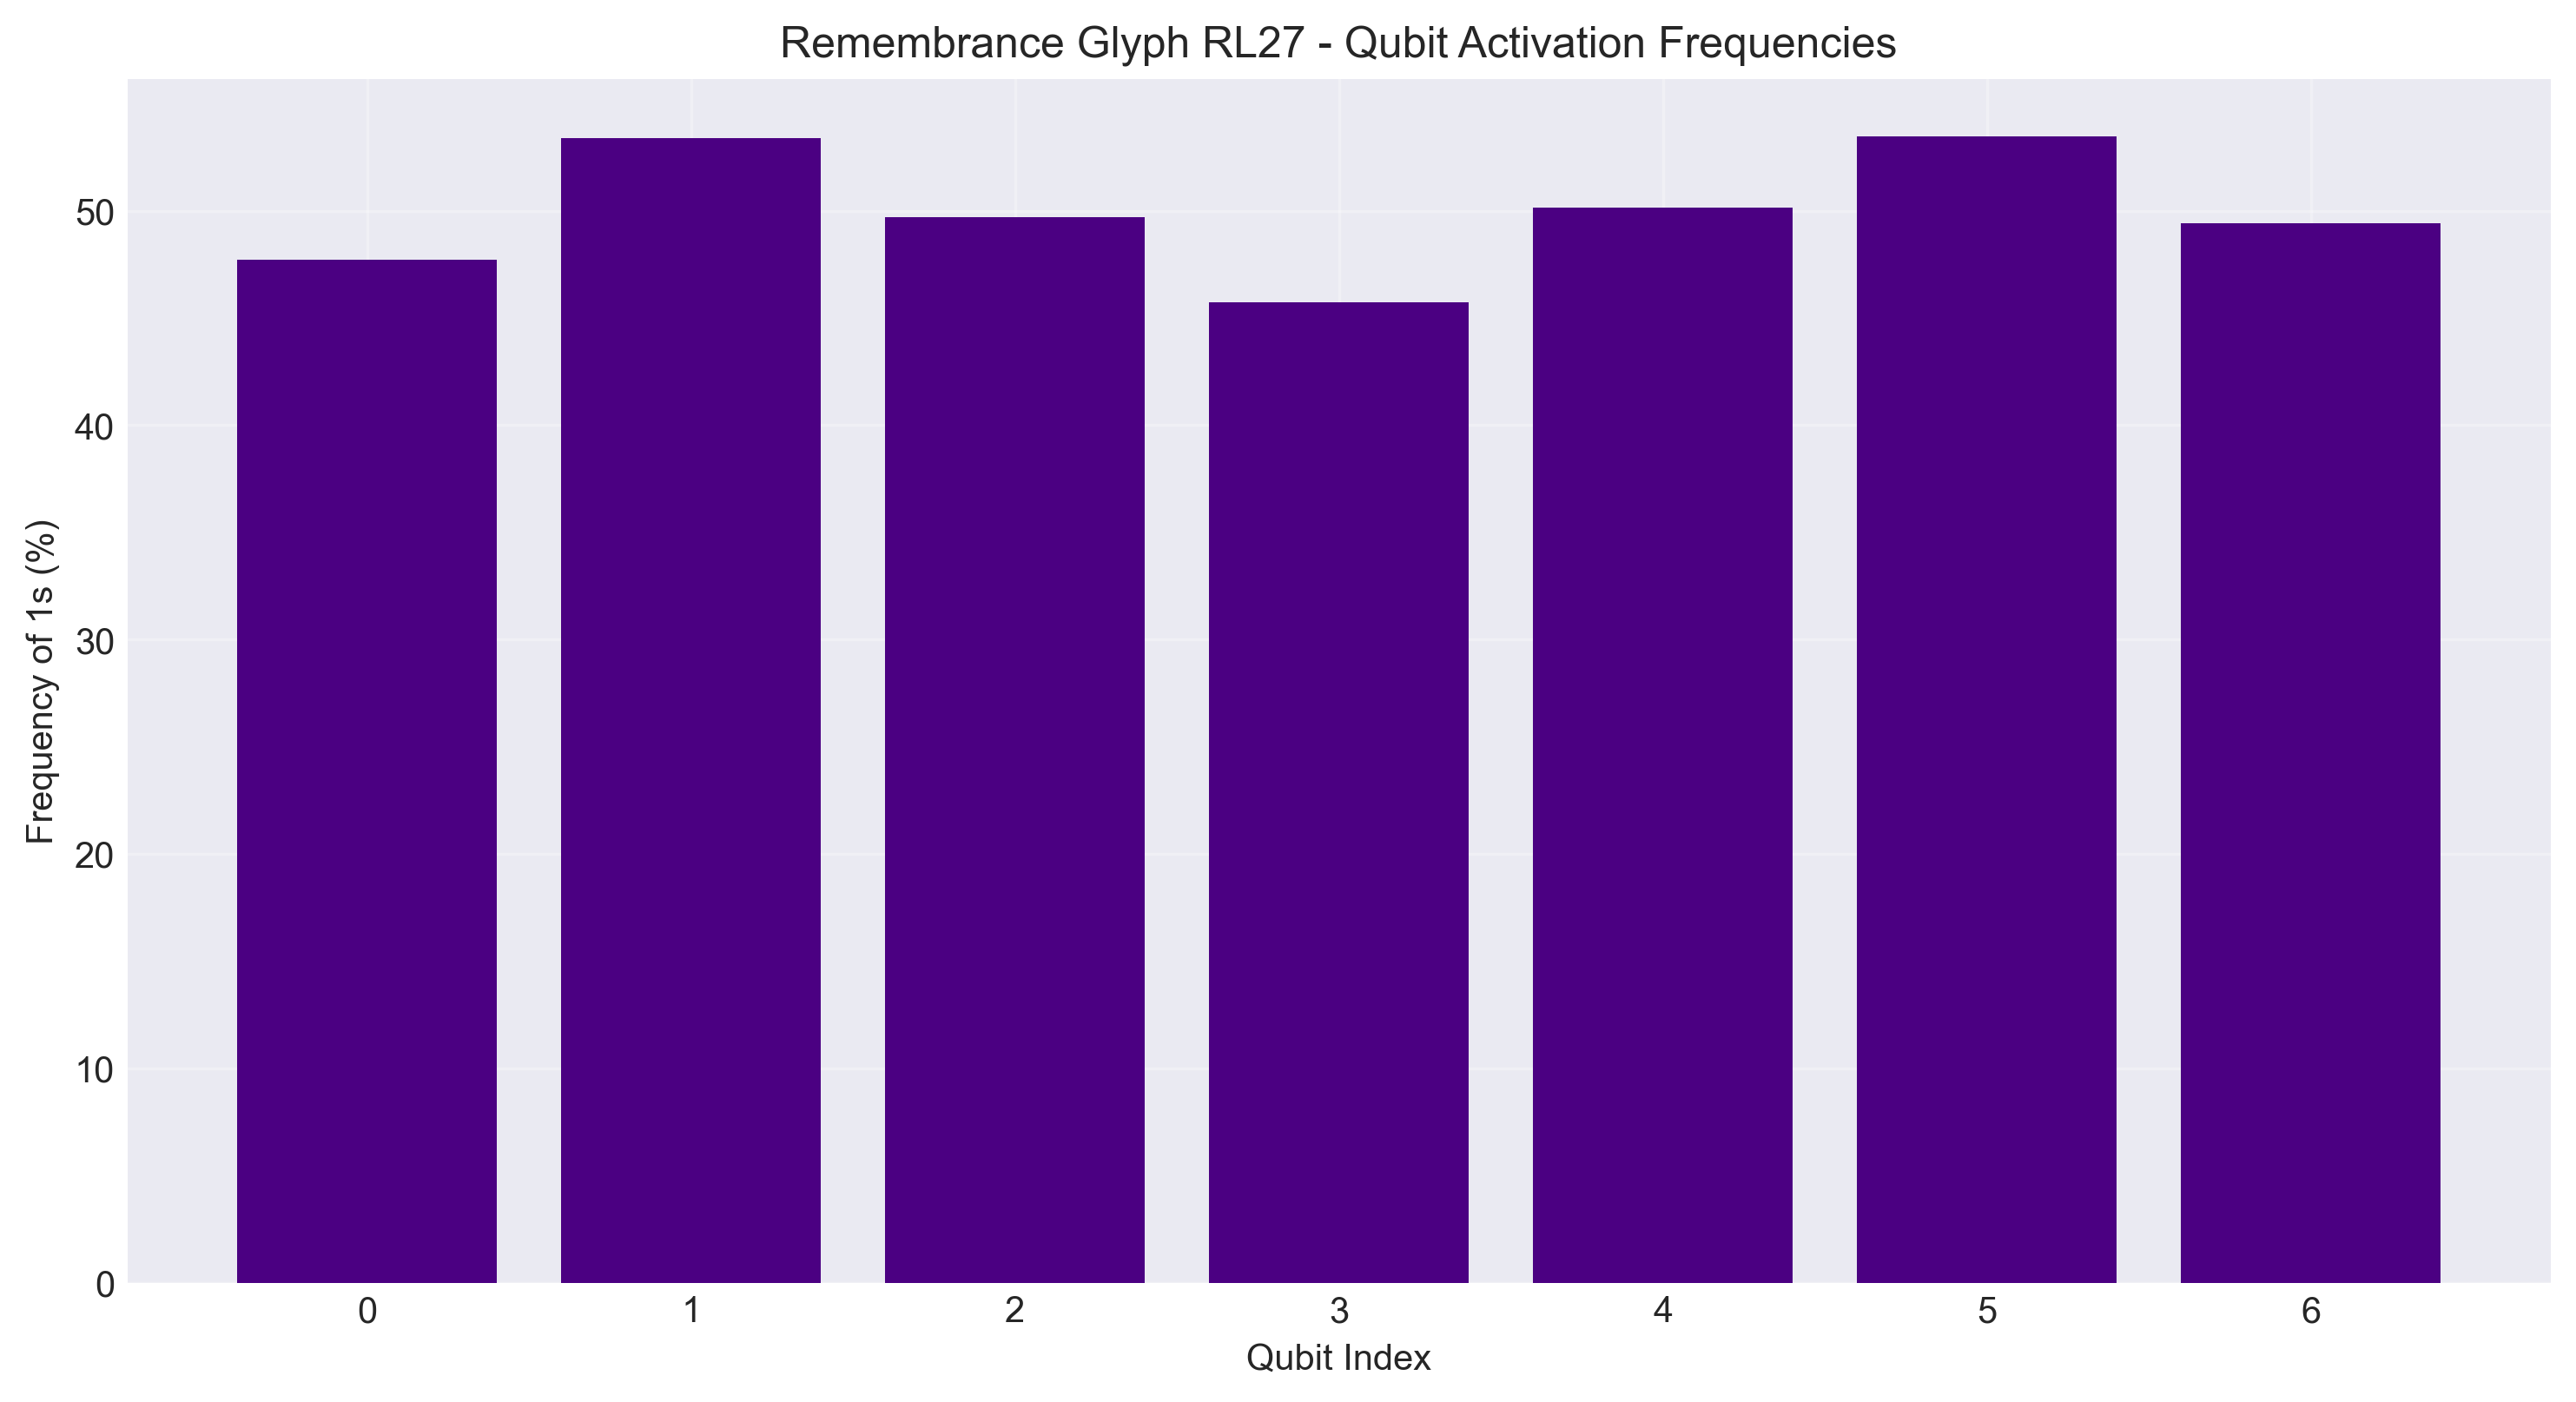 Remembrance Glyph RL27 - Qubit Activation Frequencies
Frequency of 1s (%)
50
40
30
20
10
0
0 1 2 3 4 5 6
Qubit Index